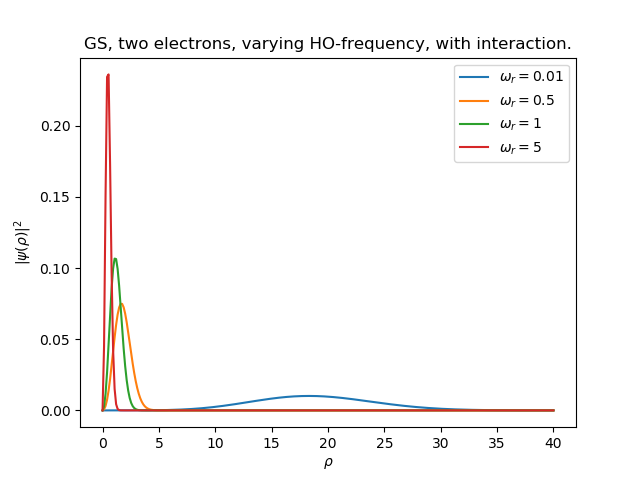 GS, two electrons, varying HO-frequency, with interaction.
ω_r = 0.01
ω_r = 0.5
ω_r = 1
ω_r = 5
0.20
0.15
0.10
0.05
0.00
|ψ(ρ)|²
0 5 10 15 20 25 30 35 40
ρ